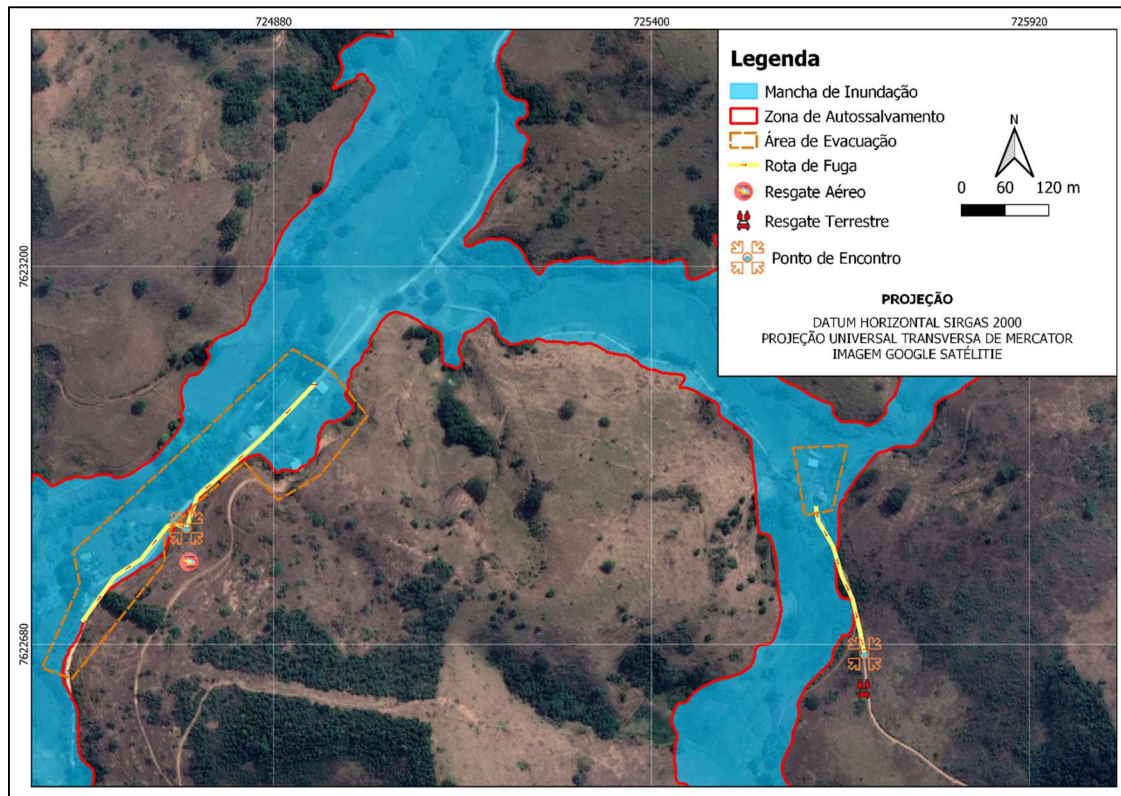 724880
725400
725920
7623200
7622680
Legenda
Mancha de Inundação
Zona de Autossalvamento
Área de Evacuação
Rota de Fuga
Resgate Aéreo
Resgate Terrestre
Ponto de Encontro
N
0 60 120 m
PROJEÇÃO
DATUM HORIZONTAL SIRGAS 2000
PROJEÇÃO UNIVERSAL TRANSVERSA DE MERCATOR
IMAGEM GOOGLE SATÉLITIE